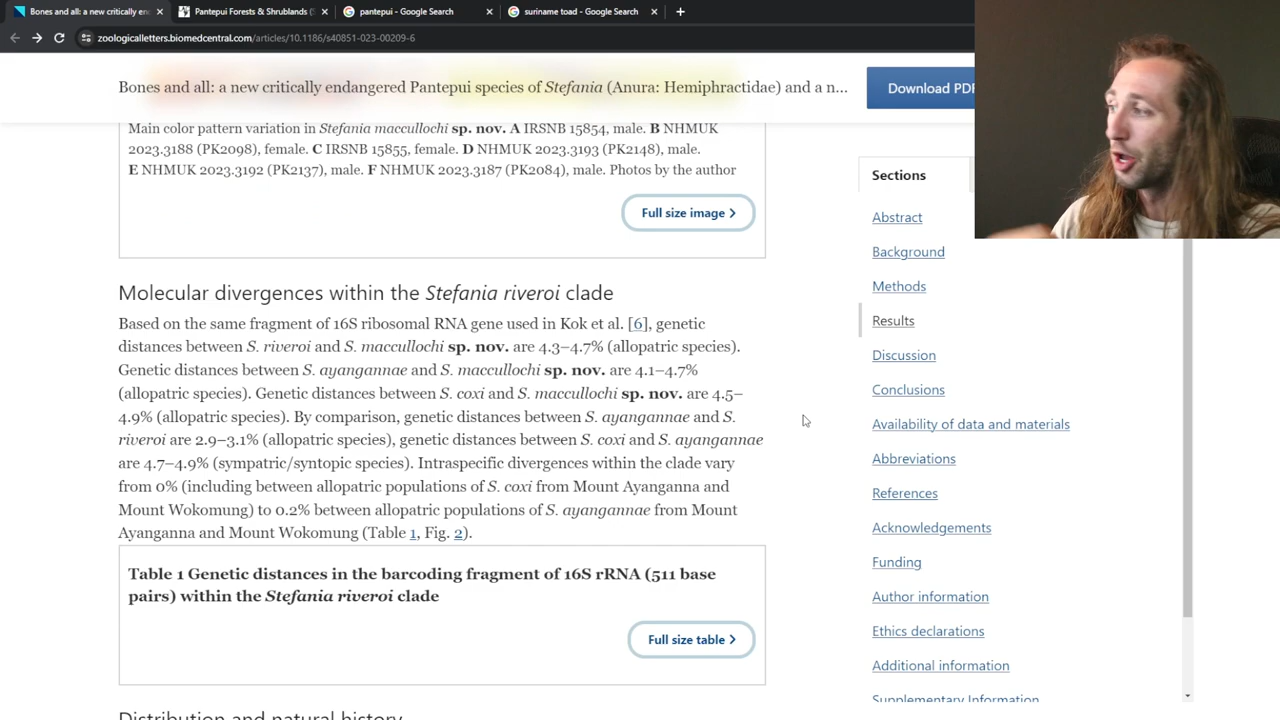 Bones and all: a new critically en
Pantepui Forests & Shrublands (
pantepui - Google Search
suriname toad - Google Search
zoologicalletters.biomedcentral.com/articles/10.1186/s40851-023-00209-6
Bones and all: a new critically endangered Pantepui species of Stefania (Anura: Hemiphractidae) and a n...
Download PDF
Main color pattern variation in Stefania maccullochi sp. nov. A IRSNB 15854, male. B NHMUK
2023.3188 (PK2098), female. C IRSNB 15855, female. D NHMUK 2023.3193 (PK2148), male.
E NHMUK 2023.3192 (PK2137), male. F NHMUK 2023.3187 (PK2084), male. Photos by the author
Full size image
Molecular divergences within the Stefania riveroi clade
Based on the same fragment of 16S ribosomal RNA gene used in Kok et al. [6], genetic
distances between S. riveroi and S. maccullochi sp. nov. are 4.3–4.7% (allopatric species).
Genetic distances between S. ayangannae and S. maccullochi sp. nov. are 4.1–4.7%
(allopatric species). Genetic distances between S. coxi and S. maccullochi sp. nov. are 4.5–
4.9% (allopatric species). By comparison, genetic distances between S. ayangannae and S.
riveroi are 2.9–3.1% (allopatric species), genetic distances between S. coxi and S. ayangannae
are 4.7–4.9% (sympatric/syntopic species). Intraspecific divergences within the clade vary
from 0% (including between allopatric populations of S. coxi from Mount Ayanganna and
Mount Wokomung) to 0.2% between allopatric populations of S. ayangannae from Mount
Ayanganna and Mount Wokomung (Table 1, Fig. 2).
Table 1 Genetic distances in the barcoding fragment of 16S rRNA (511 base
pairs) within the Stefania riveroi clade
Full size table
Distribution and natural history
Sections
Abstract
Background
Methods
Results
Discussion
Conclusions
Availability of data and materials
Abbreviations
References
Acknowledgements
Funding
Author information
Ethics declarations
Additional information
Supplementary Information